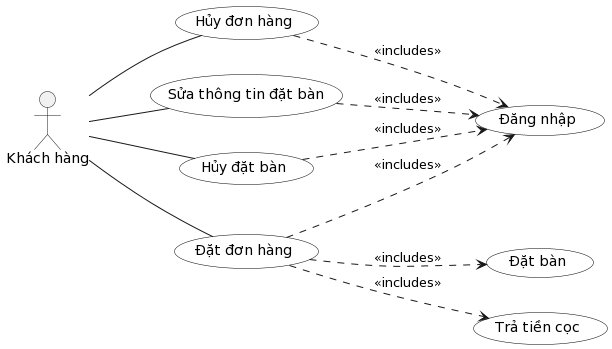 Hủy đơn hàng
«includes»
Sửa thông tin đặt bàn
«includes»
Đăng nhập
«includes»
Khách hàng
Hủy đặt bàn
«includes»
Đặt đơn hàng
«includes»
Đặt bàn
«includes»
Trả tiền cọc